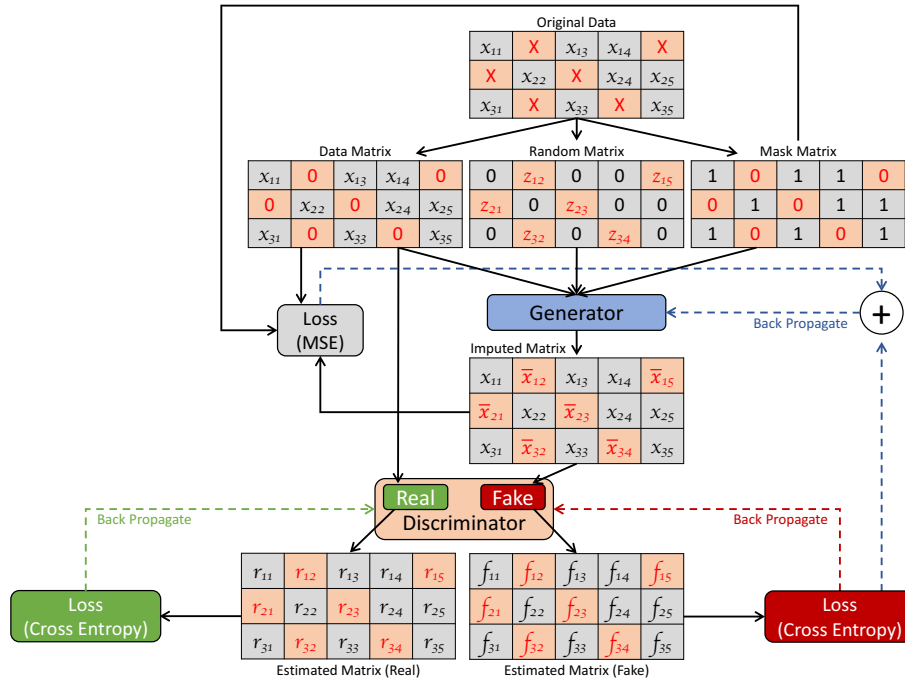 Original Data
x11 X x13 x14 X
X x22 X x24 x25
x31 X x33 X x35
Data Matrix
x11 0 x13 x14 0
0 x22 0 x24 x25
x31 0 x33 0 x35
Random Matrix
0 z12 0 0 z15
z21 0 z23 0 0
0 z32 0 z34 0
Mask Matrix
1 0 1 1 0
0 1 0 1 1
1 0 1 0 1
Loss
(MSE)
Generator
Back Propagate
+
Imputed Matrix
x11 x̅12 x13 x14 x̅15
x̅21 x22 x̅23 x24 x25
x31 x̅32 x33 x̅34 x35
Real
Fake
Discriminator
Back Propagate
Back Propagate
r11 r12 r13 r14 r15
r21 r22 r23 r24 r25
r31 r32 r33 r34 r35
Estimated Matrix (Real)
f11 f12 f13 f14 f15
f21 f22 f23 f24 f25
f31 f32 f33 f34 f35
Estimated Matrix (Fake)
Loss
(Cross Entropy)
Loss
(Cross Entropy)